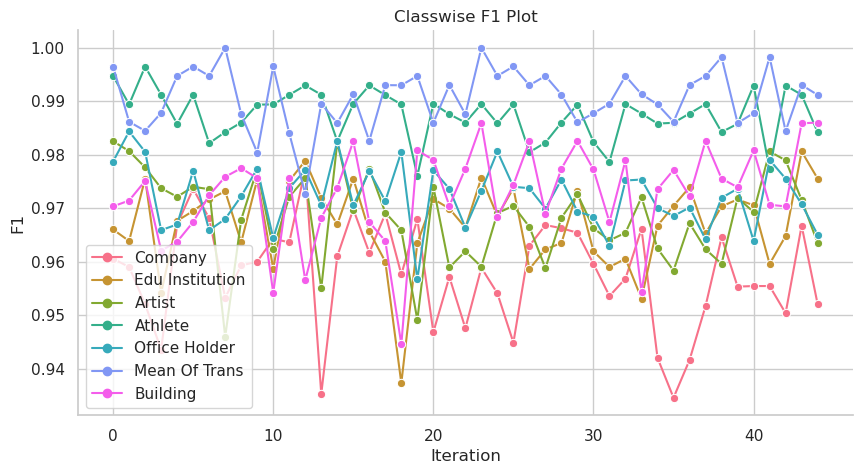 Classwise F1 Plot
1.00
0.99
0.98
0.97
0.96
0.95
0.94
F1
Company
Edu Institution
Artist
Athlete
Office Holder
Mean Of Trans
Building
0
10
20
30
40
Iteration